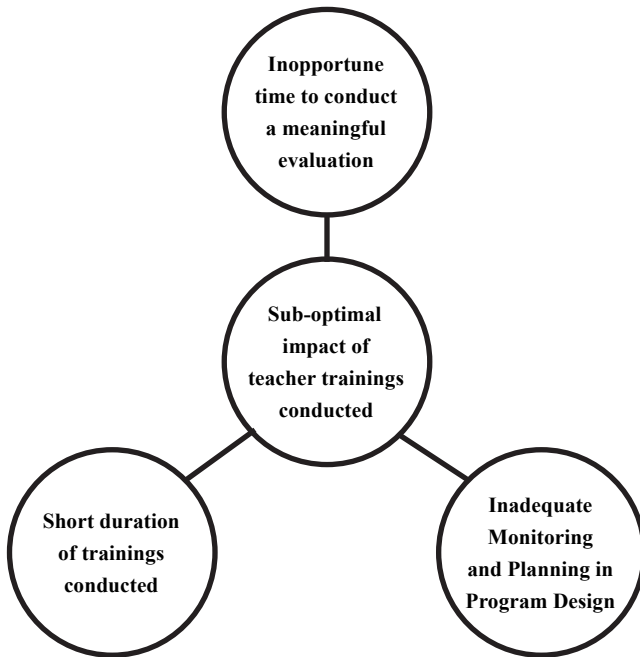 Inopportune
time to conduct
a meaningful
evaluation
Sub-optimal
impact of
teacher trainings
conducted
Short duration
of trainings
conducted
Inadequate
Monitoring
and Planning in
Program Design